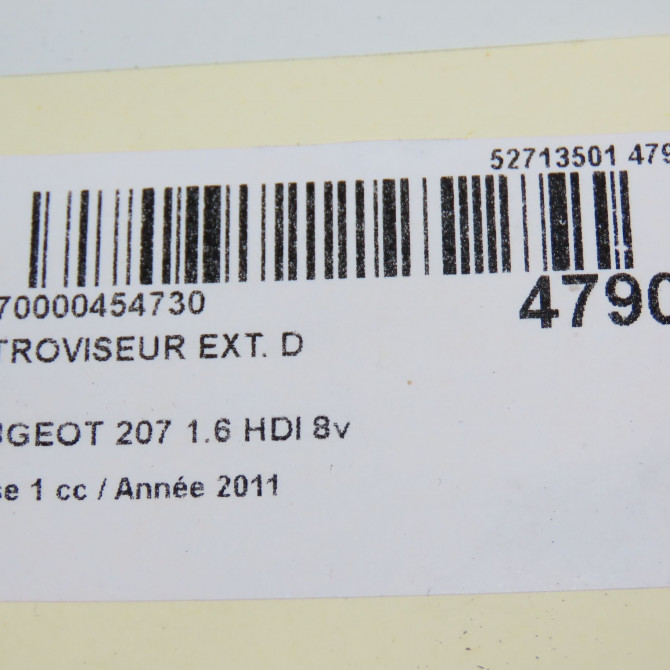 52713501 479
70000454730
4790
TROVISEUR EXT. D
GEOT 207 1.6 HDI 8v
se 1 cc / Année 2011